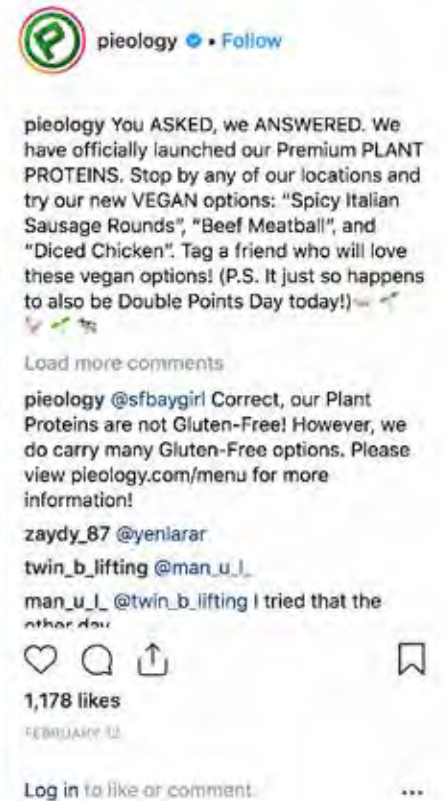 pieology • Follow
pieology You ASKED, we ANSWERED. We
have officially launched our Premium PLANT
PROTEINS. Stop by any of our locations and
try our new VEGAN options: "Spicy Italian
Sausage Rounds", "Beef Meatball", and
"Diced Chicken". Tag a friend who will love
these vegan options! (P.S. It just so happens
to also be Double Points Day today!)
Load more comments
pieology @sfbaygirl Correct, our Plant
Proteins are not Gluten-Free! However, we
do carry many Gluten-Free options. Please
view pieology.com/menu for more
information!
zaydy_87 @yenlarar
twin_b_lifting @man_u_l_
man_u_l_ @twin_b_lifting I tried that the
other day
1,178 likes
FEBRUARY 12
Log in to like or comment.